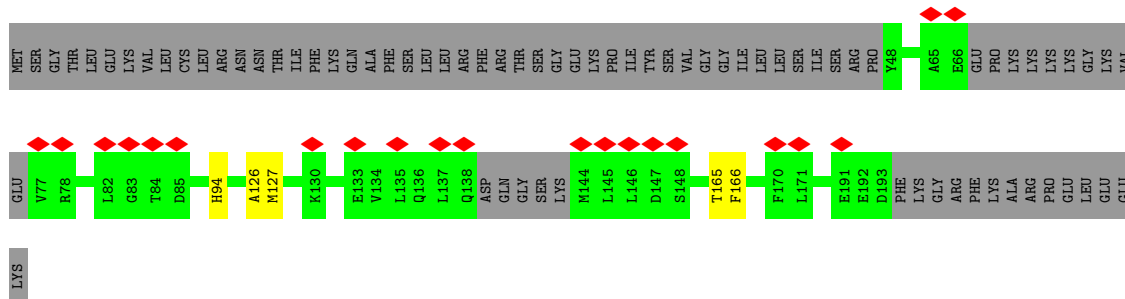 MET SER GLY THR LEU GLU LYS VAL LEU CYS LEU ARG ASN ASN THR ILE PHE LYS GLN ALA PHE SER LEU LEU ARG PHE ARG THR SER GLY GLU LYS PRO ILE TYR SER VAL GLY GLY ILE LEU LEU SER ILE SER ARG PRO Y48 A65 E66 GLU PRO LYS LYS LYS LYS GLY LYS VAL
GLU V77 R78 L82 G83 T84 D85 H94 A126 M127 K130 E133 V134 L135 Q136 L137 Q138 ASP GLN GLY SER LYS M144 L145 L146 D147 S148 T165 F166 F170 L171 E191 E192 D193 PHE LYS GLY ARG PHE LYS ALA ARG PRO GLU LEU GLU GLU
LYS